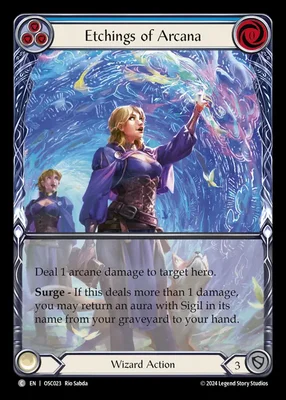 Etchings of Arcana
Deal 1 arcane damage to target hero.
Surge - If this deals more than 1 damage,
you may return an aura with Sigil in its
name from your graveyard to your hand.
Wizard Action
3
C EN | OSC023 Rio Sabda
© 2024 Legend Story Studios